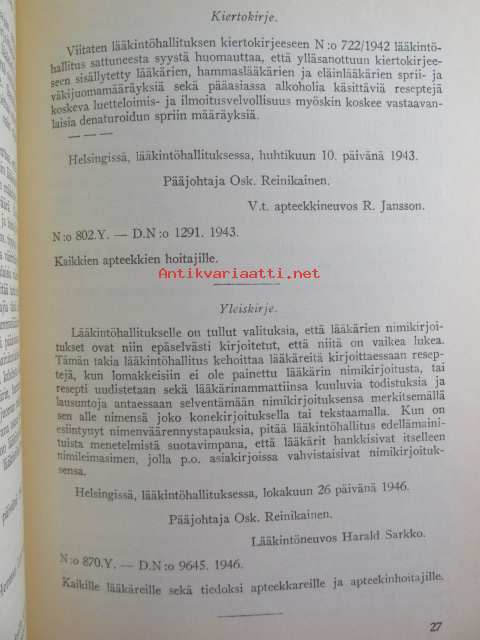 Kiertokirje.
Viitaten lääkintöhallituksen kiertokirjeeseen N:o 722/1942 lääkintö-
hallitus sattuneesta syystä huomauttaa, että ylläsanottuun kiertokirjee-
seen sisällytetty lääkärien, hammaslääkärien ja eläinlääkärien sprii- ja
väkijuomamääräyksiä sekä pääasiassa alkoholia käsittäviä reseptejä
koskeva luetteloimis- ja ilmoitusvelvollisuus myöskin koskee vastaavan-
laisia denaturoidun spriin määräyksiä.
— — —
Helsingissä, lääkintöhallituksessa, huhtikuun 10. päivänä 1943.
Pääjohtaja Osk. Reinikainen.
V.t. apteekkineuvos R. Jansson.
N:o 802.Y. — D.N:o 1291. 1943.
Kaikkien apteekkien hoitajille.
Antikvariaatti.net
Yleiskirje.
Lääkintöhallitukselle on tullut valituksia, että lääkärien nimikirjoi-
tukset ovat niin epäselvästi kirjoitetut, että niitä on vaikea lukea.
Tämän takia lääkintöhallitus kehoittaa lääkäreitä kirjoittaessaan resep-
tejä, kun lomakkeisiin ei ole painettu lääkärin nimikirjoitusta, tai
resepti uudistetaan sekä lääkärinammattiinsa kuuluvia todistuksia ja
lausuntoja antaessaan selventämään nimikirjoituksensa merkitsemällä
sen alle nimensä joko konekirjoituksella tai tekstaamalla. Kun on
esiintynyt nimenväärennystapauksia, pitää lääkintöhallitus edellämaini-
tuista menetelmistä suotavimpana, että lääkärit hankkisivat itselleen
nimileimasimen, jolla p.o. asiakirjoissa vahvistaisivat nimikirjoituk-
sensa.
Helsingissä, lääkintöhallituksessa, lokakuun 26 päivänä 1946.
Pääjohtaja Osk. Reinikainen.
Lääkintöneuvos Harald Sarkko.
N:o 870.Y. — D.N:o 9645. 1946.
Kaikille lääkäreille sekä tiedoksi apteekkareille ja apteekinhoitajille.
27